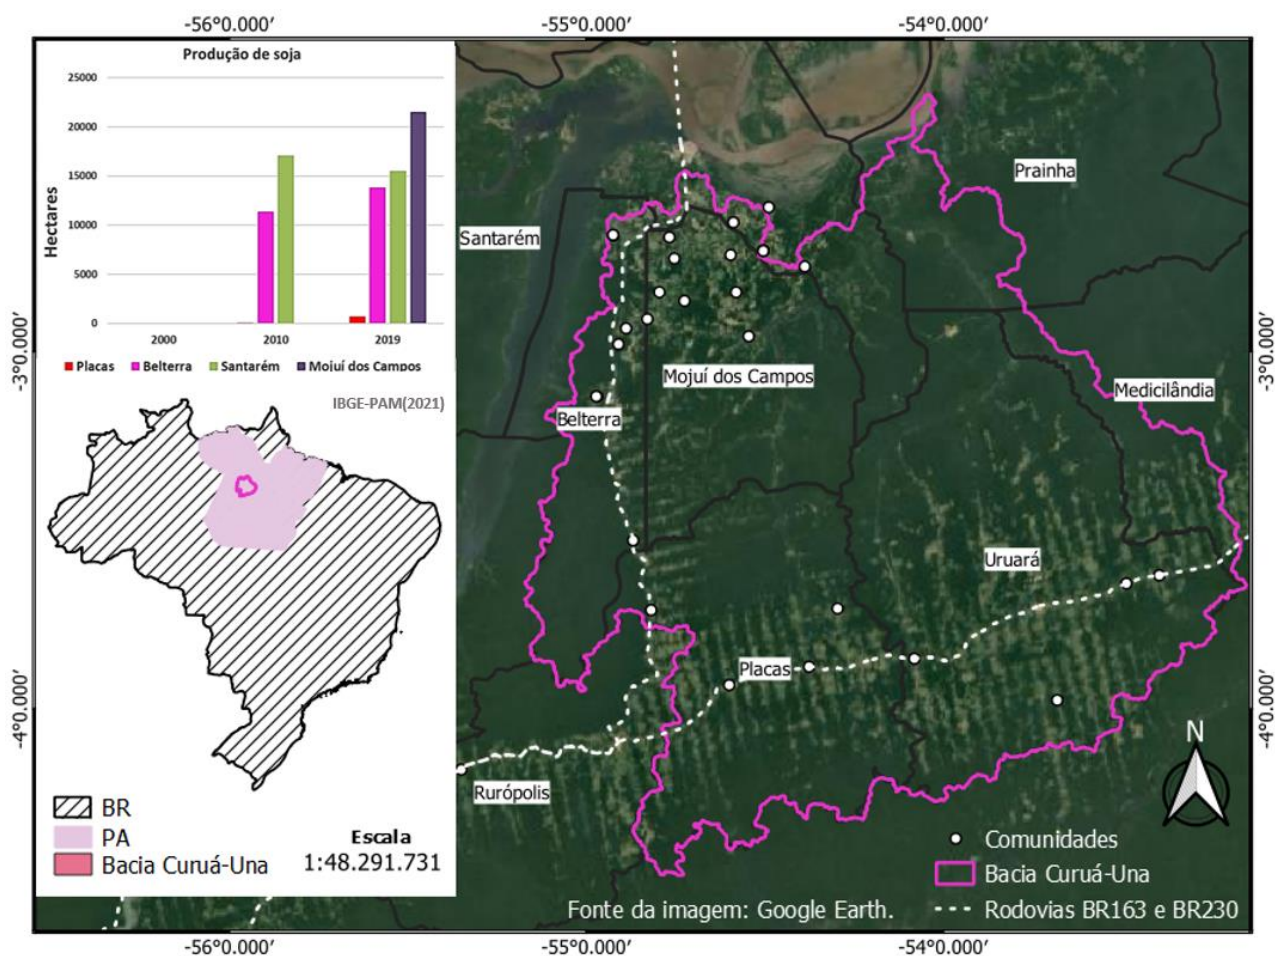 -56°0.000′ -55°0.000′ -54°0.000′
Produção de soja
25000
20000
15000
10000
5000
0
Hectares
2000 2010 2019
Placas Belterra Santarém Mojuí dos Campos
IBGE-PAM(2021)
BR
PA
Bacia Curuá-Una
Escala
1:48.291.731
-3°0.000′
-4°0.000′
Prainha
Santarém
Mojuí dos Campos
Medicilândia
Belterra
Uruará
Placas
Rurópolis
N
Comunidades
Bacia Curuá-Una
Fonte da imagem: Google Earth.
Rodovias BR163 e BR230
-3°0.000′
-4°0.000′
-56°0.000′ -55°0.000′ -54°0.000′